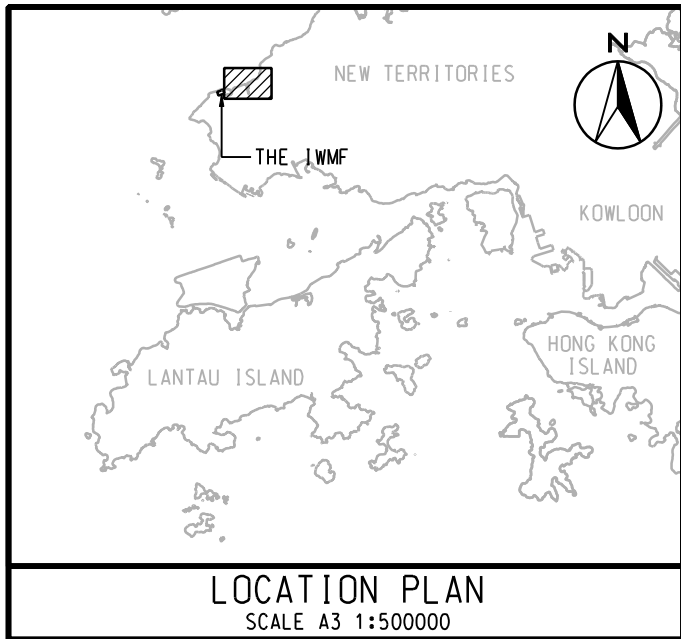 N
NEW TERRITORIES
THE IWMF
KOWLOON
HONG KONG
ISLAND
LANTAU ISLAND
LOCATION PLAN
SCALE A3 1:500000